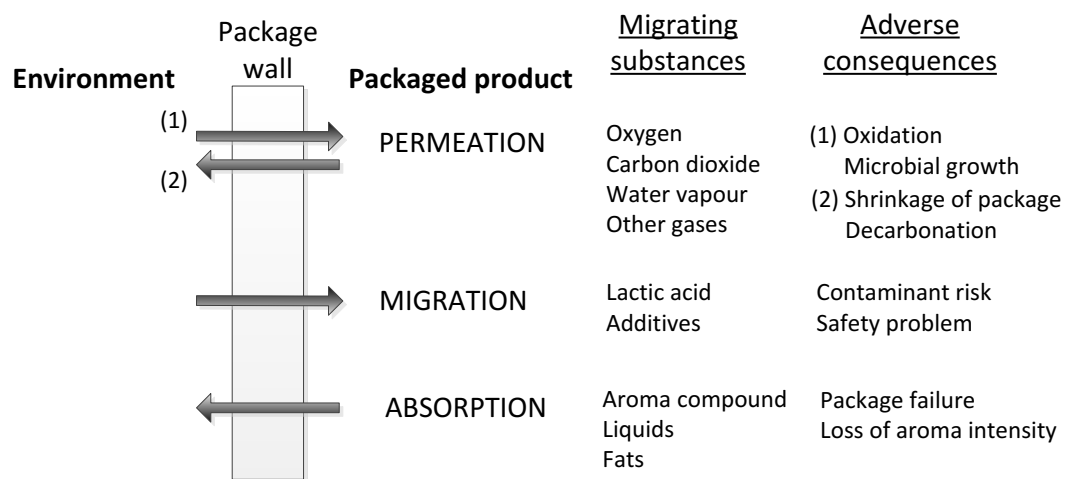 Package
wall
Migrating
substances
Adverse
consequences
Environment
Packaged product
(1)
(2)
PERMEATION
Oxygen
Carbon dioxide
Water vapour
Other gases
(1) Oxidation
Microbial growth
(2) Shrinkage of package
Decarbonation
MIGRATION
Lactic acid
Additives
Contaminant risk
Safety problem
ABSORPTION
Aroma compound
Liquids
Fats
Package failure
Loss of aroma intensity